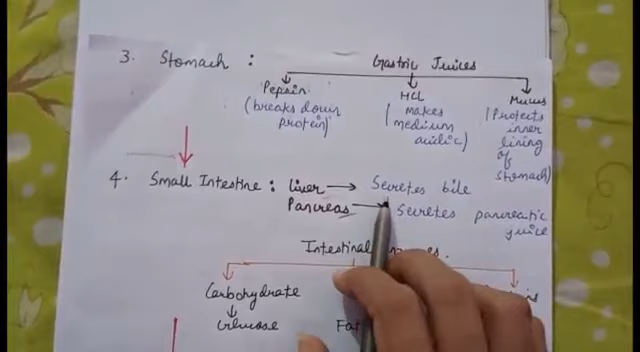 3. Stomach : Gastric Juices
Pepsin HCL Mucus
(breaks down protein) (makes medium acidic) (Protects inner lining of stomach)
4. Small Intestine : Liver → Secretes bile
Pancreas → Secretes pancreatic juice
Intestinal
Carbohydrate
Glucose Fat